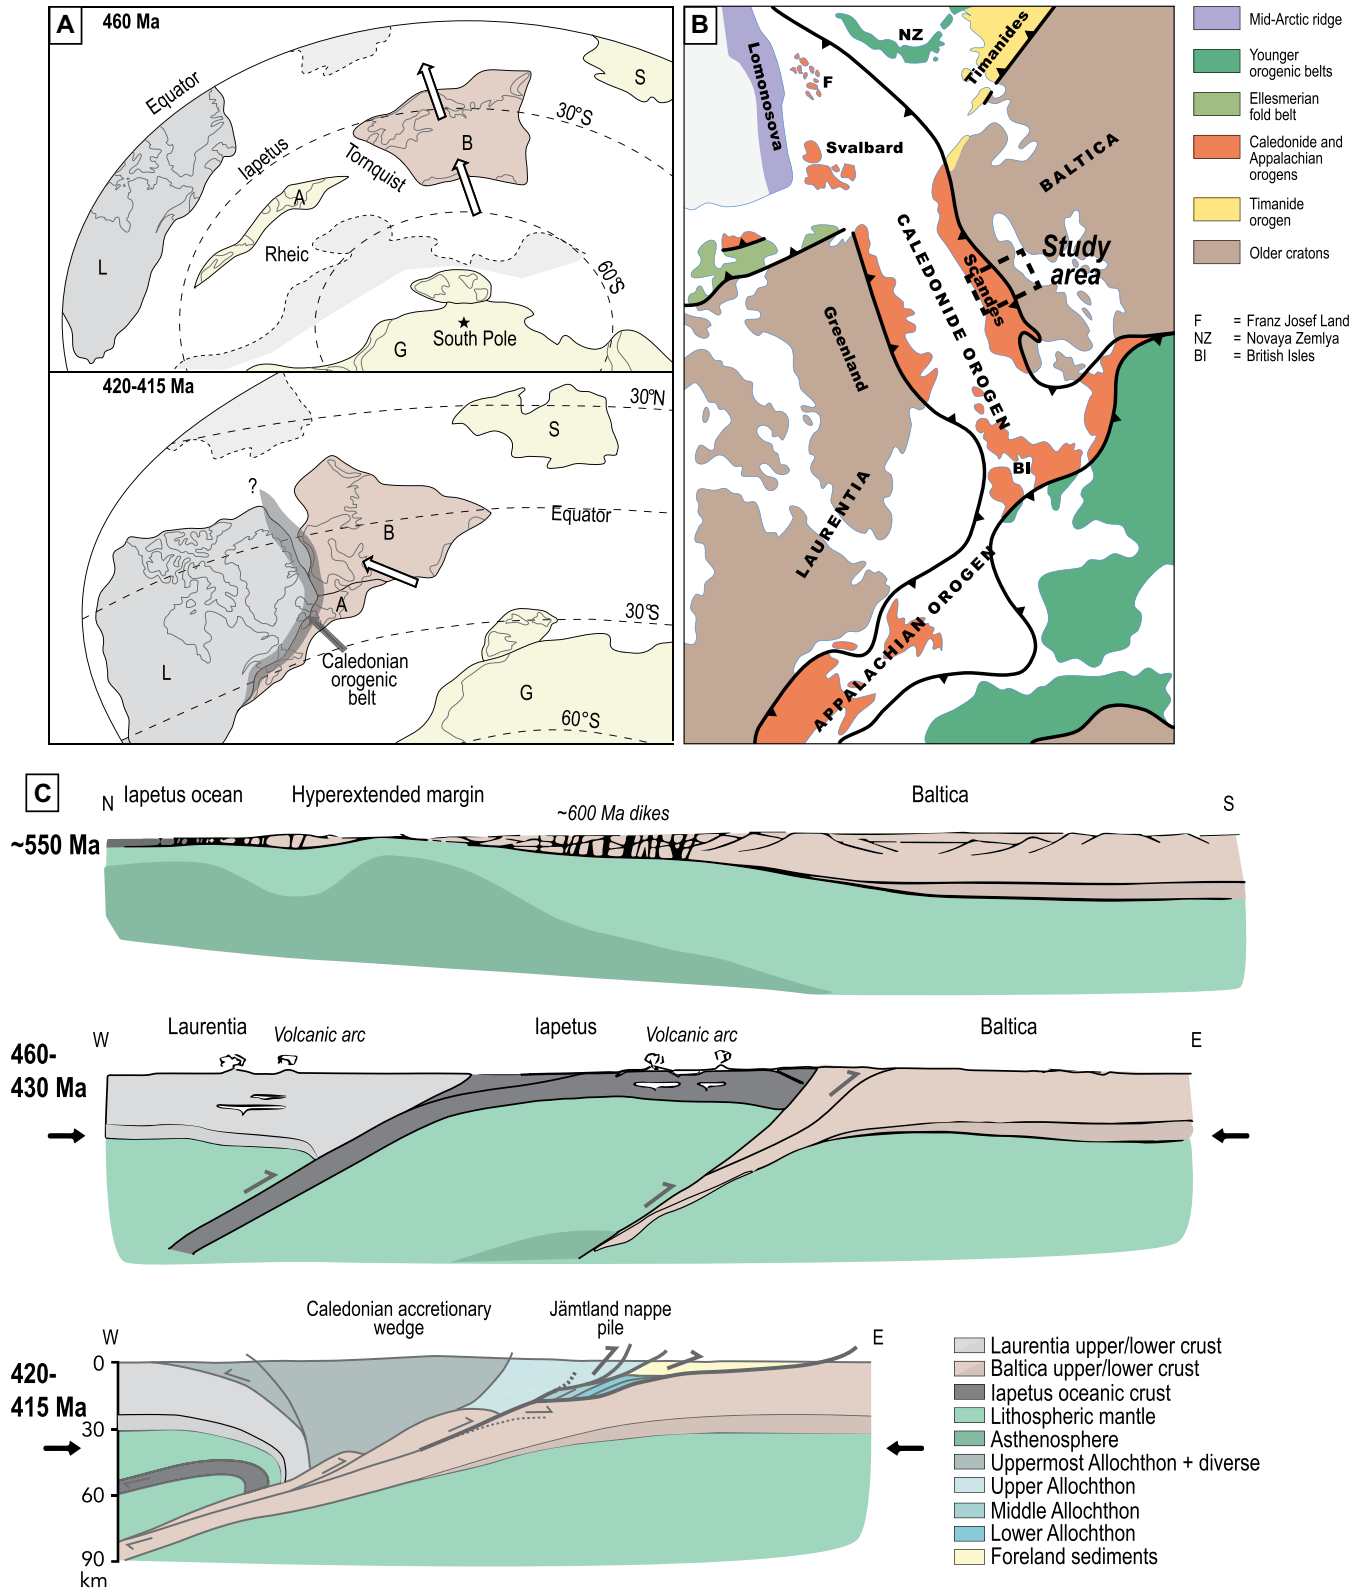 A
460 Ma
Equator
Iapetus
Tornquist
Rheic
30°S
60°S
S
B
A
L
G
South Pole
420-415 Ma
30°N
S
?
B
Equator
A
30°S
L
Caledonian
orogenic
belt
G
60°S
B
Lomonosova
F
NZ
Timanides
Svalbard
BALTICA
CALEDONIDE OROGEN
Scandes
Study
area
Greenland
LAURENTIA
BI
APPALACHIAN OROGEN
Mid-Arctic ridge
Younger
orogenic belts
Ellesmerian
fold belt
Caledonide and
Appalachian
orogens
Timanide
orogen
Older cratons
F = Franz Josef Land
NZ = Novaya Zemlya
BI = British Isles
C
N
Iapetus ocean
Hyperextended margin
~600 Ma dikes
Baltica
S
~550 Ma
W
Laurentia
Volcanic arc
Iapetus
Volcanic arc
Baltica
E
460-
430 Ma
Caledonian accretionary
wedge
Jämtland nappe
pile
W
E
420-
415 Ma
0
30
60
90
km
Laurentia upper/lower crust
Baltica upper/lower crust
Iapetus oceanic crust
Lithospheric mantle
Asthenosphere
Uppermost Allochthon + diverse
Upper Allochthon
Middle Allochthon
Lower Allochthon
Foreland sediments